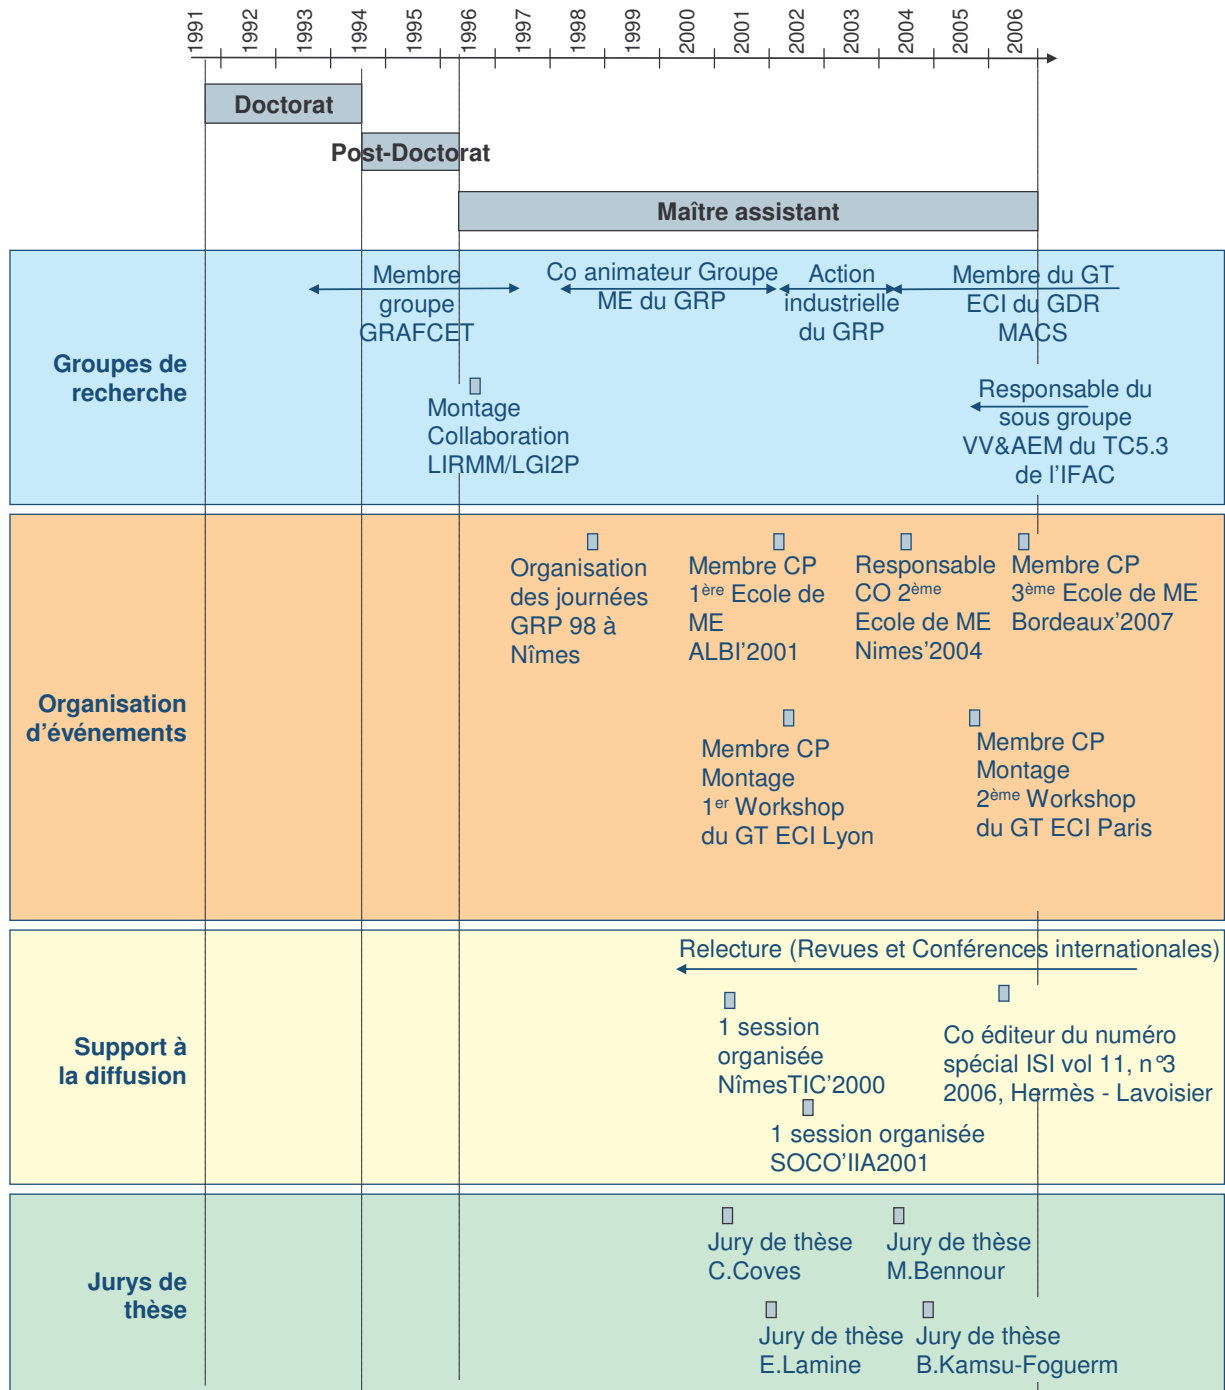 1991 1992 1993 1994 1995 1996 1997 1998 1999 2000 2001 2002 2003 2004 2005 2006
Doctorat
Post-Doctorat
Maître assistant
Groupes de
recherche
Membre
groupe
GRAFCET
Co animateur Groupe
ME du GRP
Action
industrielle
du GRP
Membre du GT
ECI du GDR
MACS
Montage
Collaboration
LIRMM/LGI2P
Responsable du
sous groupe
VV&AEM du TC5.3
de l'IFAC
Organisation
d'événements
Organisation
des journées
GRP 98 à
Nîmes
Membre CP
1ère Ecole de
ME
ALBI'2001
Responsable
CO 2ème
Ecole de ME
Nimes'2004
Membre CP
3ème Ecole de ME
Bordeaux'2007
Membre CP
Montage
1er Workshop
du GT ECI Lyon
Membre CP
Montage
2ème Workshop
du GT ECI Paris
Support à
la diffusion
Relecture (Revues et Conférences internationales)
1 session
organisée
NîmesTIC'2000
Co éditeur du numéro
spécial ISI vol 11, n°3
2006, Hermès - Lavoisier
1 session organisée
SOCO'IIA2001
Jurys de
thèse
Jury de thèse
C.Coves
Jury de thèse
M.Bennour
Jury de thèse
E.Lamine
Jury de thèse
B.Kamsu-Foguerm